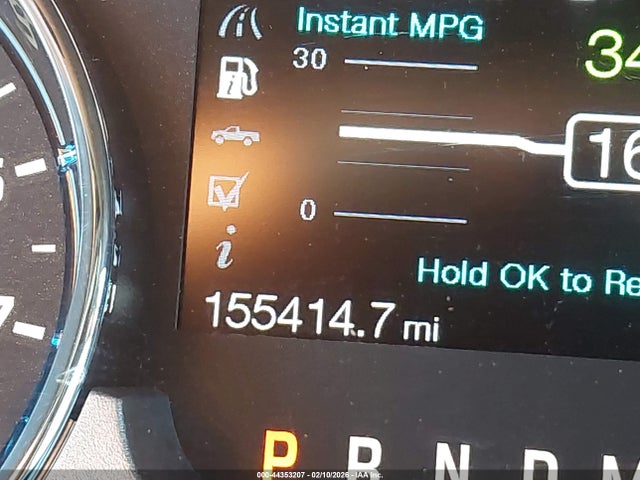 Instant MPG
30
34
16
0
i
Hold OK to Re
155414.7 mi
7
P R N D M
000-44353207 - 02/10/2026 - IAA Inc.